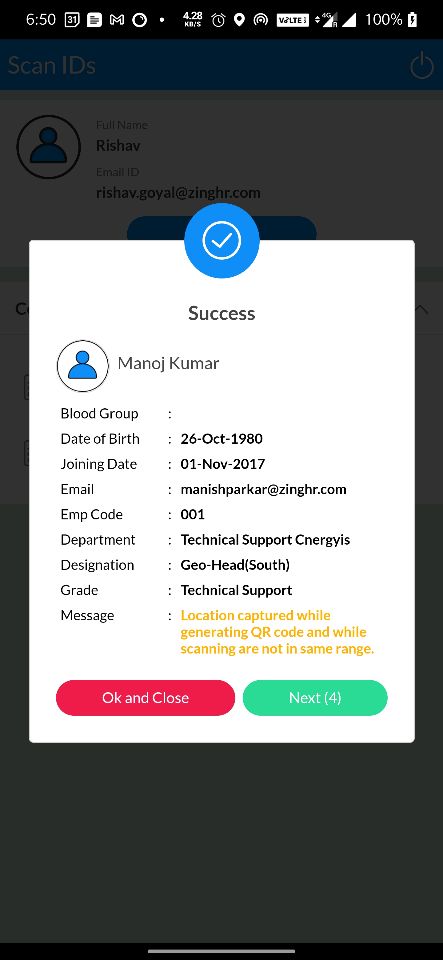 6:50 31 4.28 KB/S VoLTE 4G R 100%
Scan IDs
Full Name
Rishav
Email ID
rishav.goyal@zinghr.com
Success
Manoj Kumar
Blood Group :
Date of Birth : 26-Oct-1980
Joining Date : 01-Nov-2017
Email : manishparkar@zinghr.com
Emp Code : 001
Department : Technical Support Cnergyis
Designation : Geo-Head(South)
Grade : Technical Support
Message : Location captured while
generating QR code and while
scanning are not in same range.
Ok and Close Next (4)